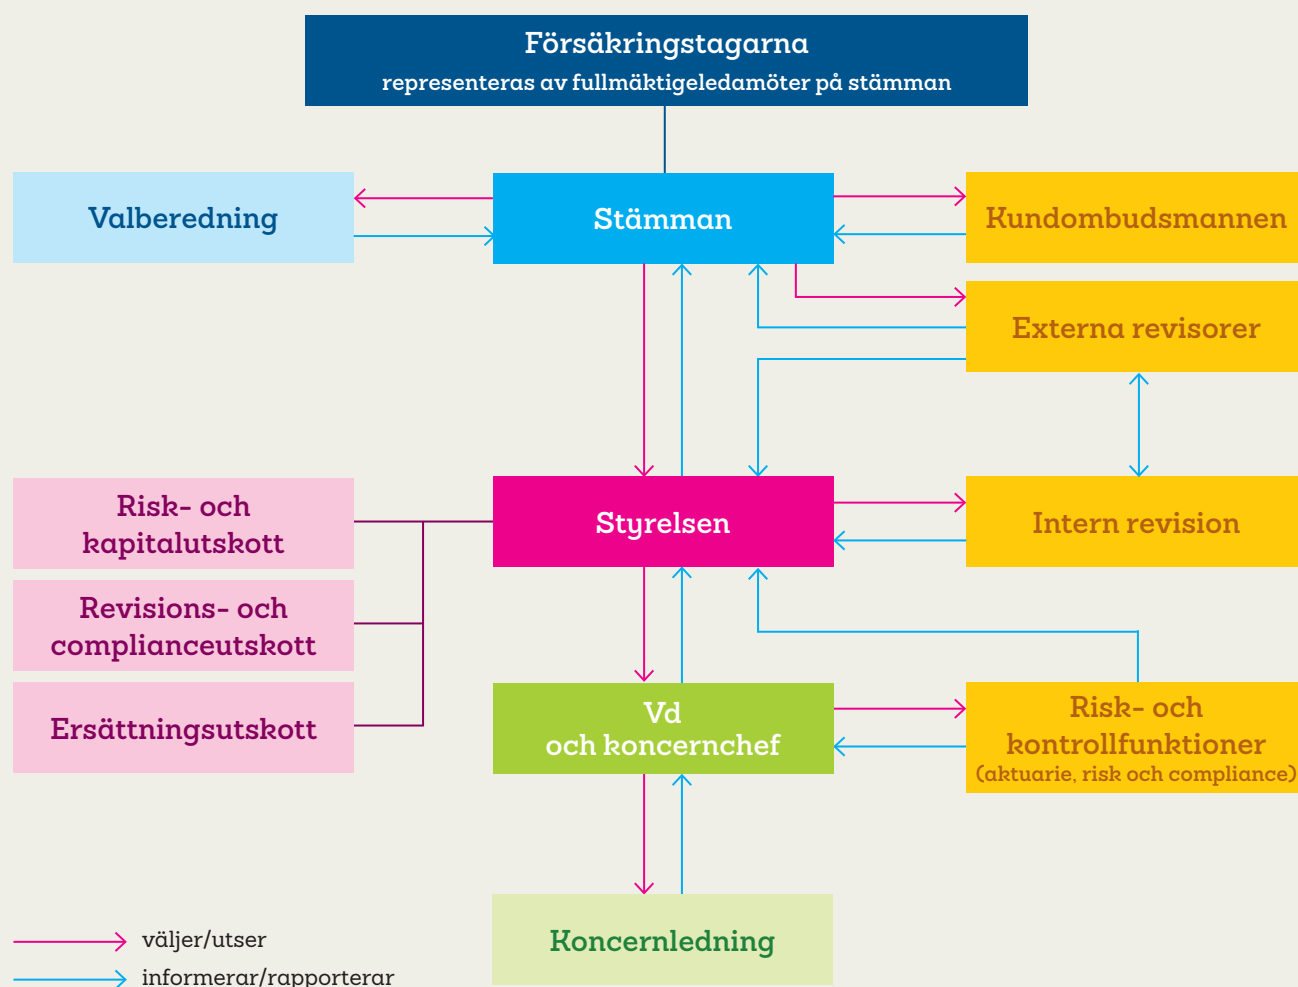 Försäkringstagarna
representeras av fullmäktigeledamöter på stämman
Valberedning
Stämman
Kundombudsmannen
Externa revisorer
Risk- och
kapitalutskott
Styrelsen
Intern revision
Revisions- och
complianceutskott
Ersättningsutskott
Vd
och koncernchef
Risk- och
kontrollfunktioner
(aktuarie, risk och compliance)
Koncernledning
väljer/utser
informerar/rapporterar